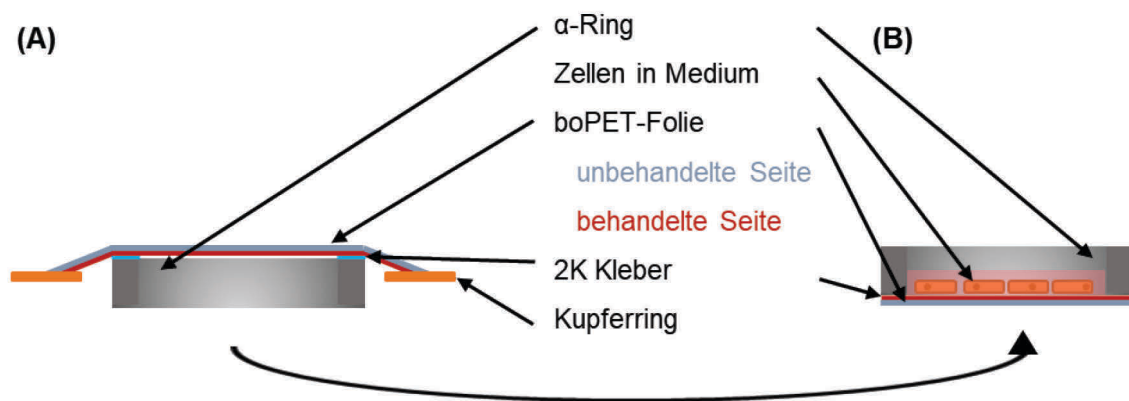 (A)
α-Ring
(B)
Zellen in Medium
boPET-Folie
unbehandelte Seite
behandelte Seite
2K Kleber
Kupferring